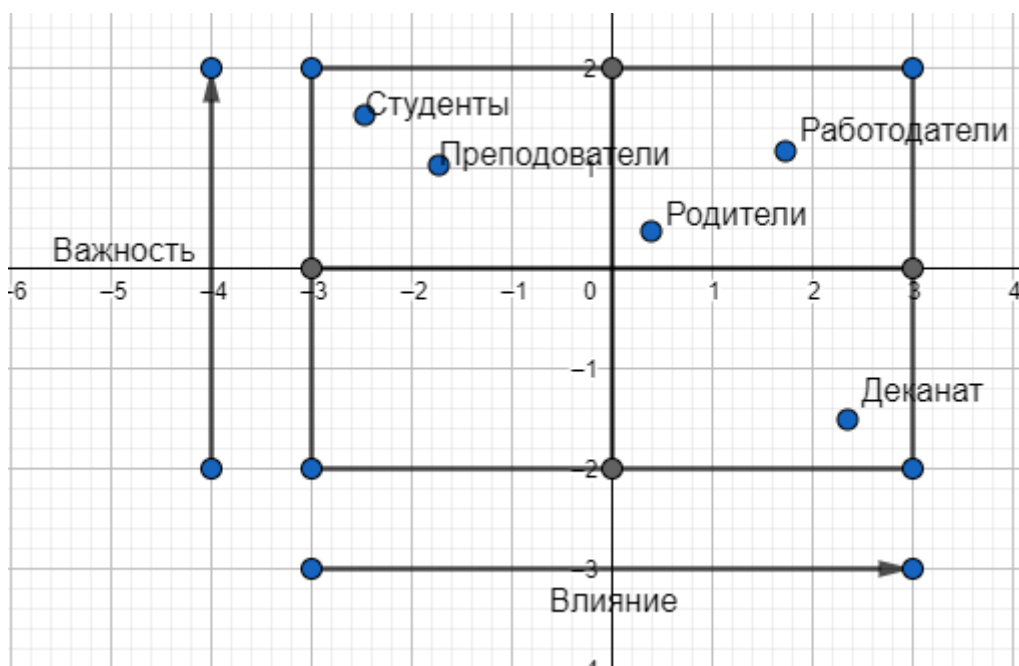 2
Студенты
Работодатели
Преподователи
1
Родители
Важность
–6 –5 –4 –3 –2 –1 0 1 2 3 4
–1
Деканат
–2
–3
Влияние
–4